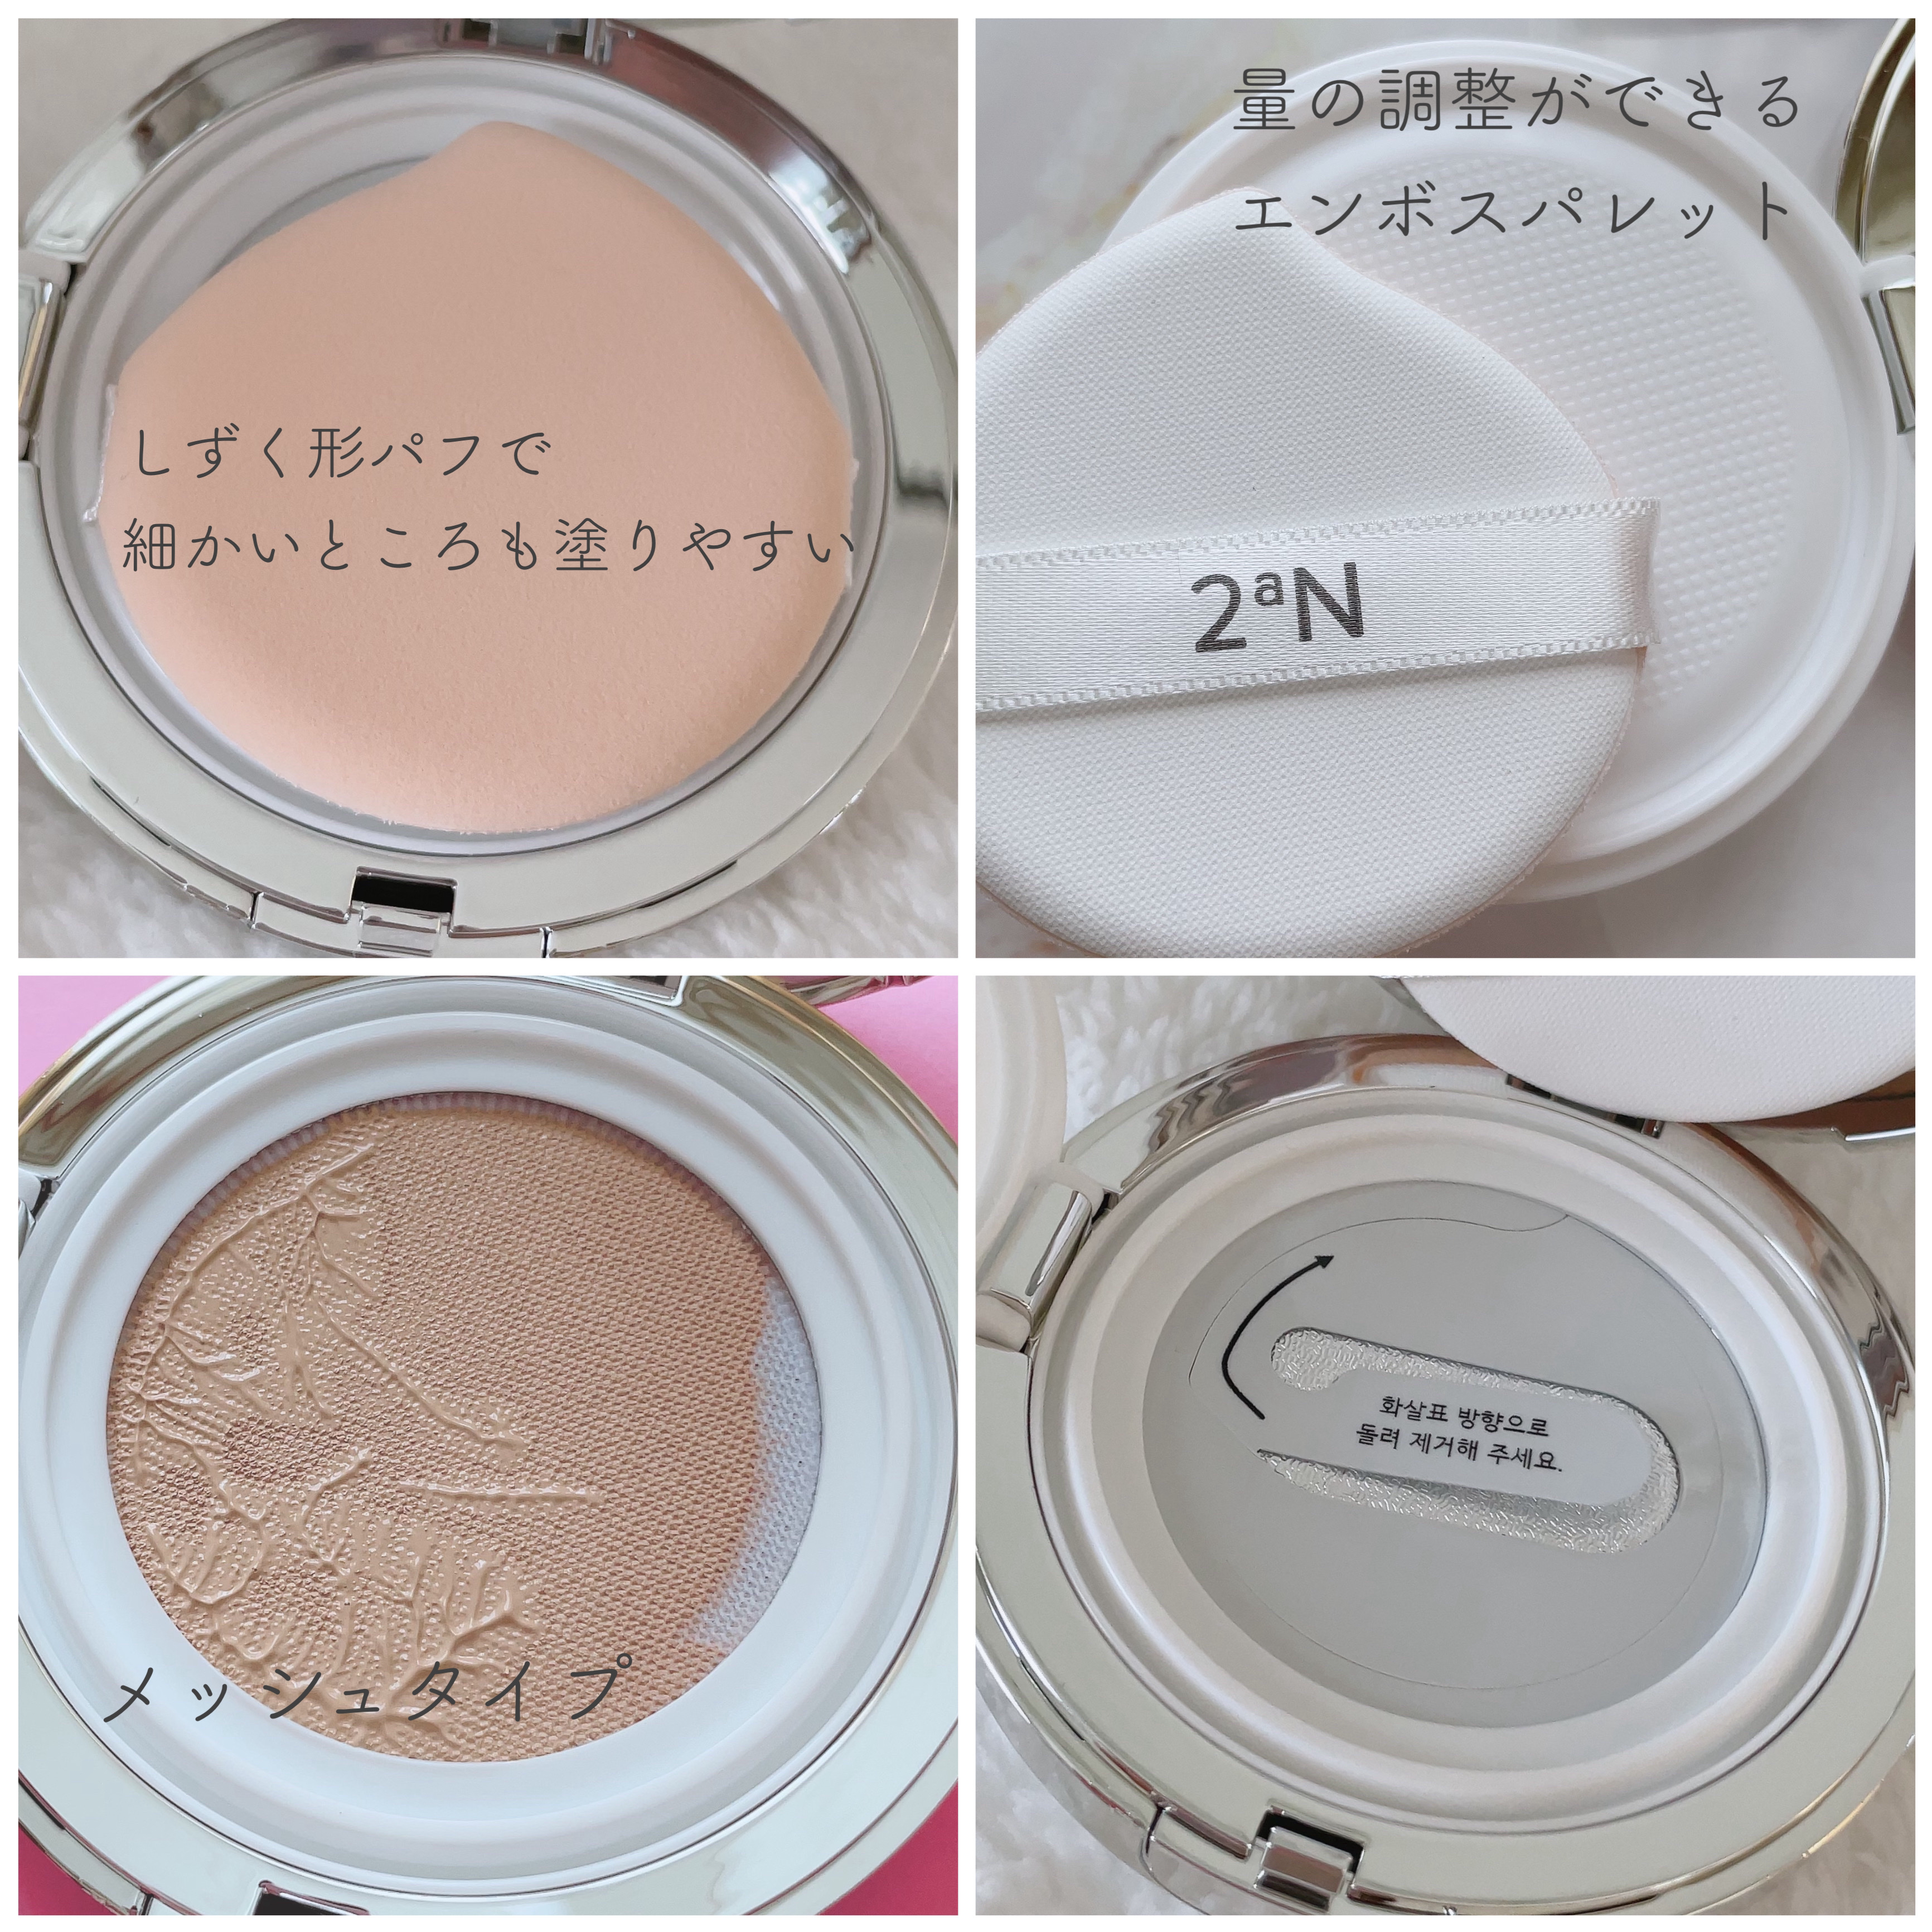 しずく形パフで
細かいところも塗りやすい
量の調整ができる
エンボスパレット
2aN
メッシュタイプ
화살표 방향으로
돌려 제거해 주세요.